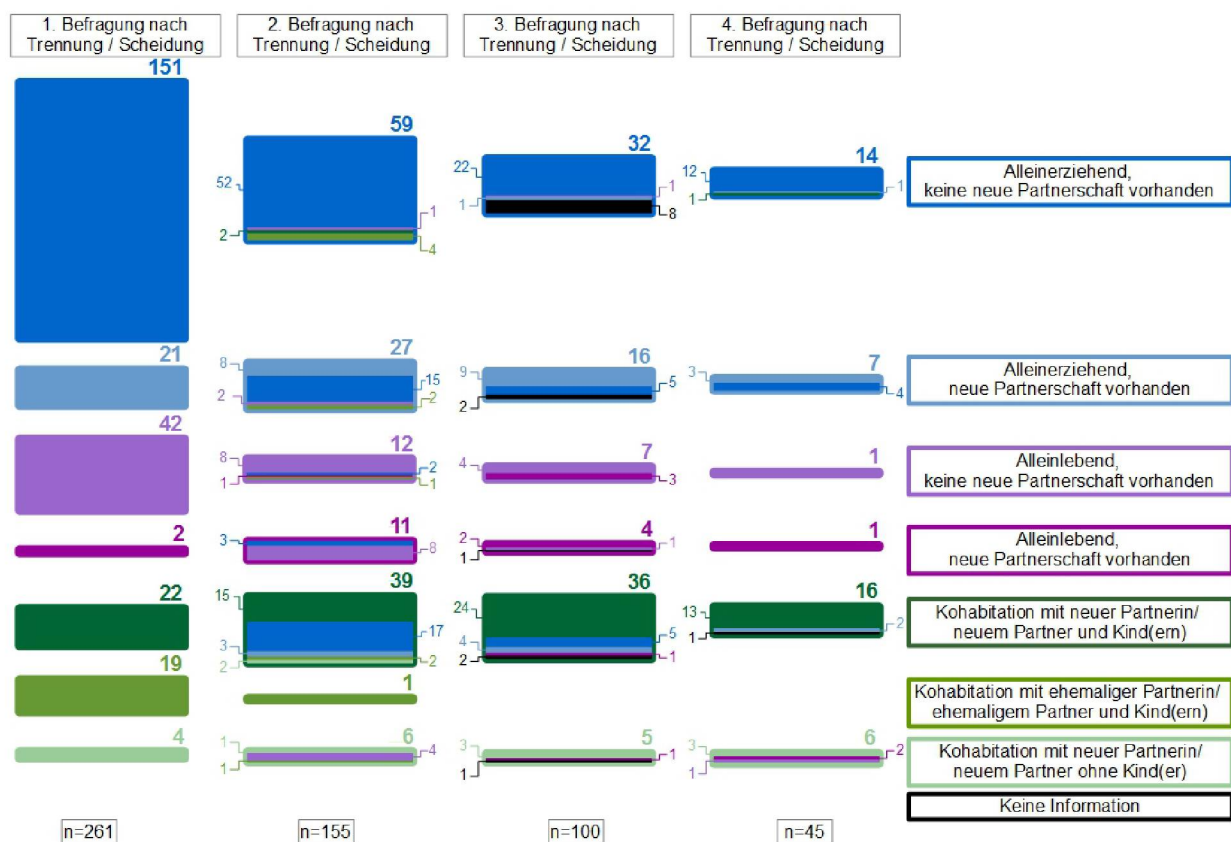 1. Befragung nach
Trennung / Scheidung
2. Befragung nach
Trennung / Scheidung
3. Befragung nach
Trennung / Scheidung
4. Befragung nach
Trennung / Scheidung
151
59
52
1
2
4
32
22
1
1
8
14
12
1
1
Alleinerziehend,
keine neue Partnerschaft vorhanden
21
27
8
15
2
2
16
9
5
2
7
3
4
Alleinerziehend,
neue Partnerschaft vorhanden
42
12
8
2
1
1
7
4
3
1
Alleinlebend,
keine neue Partnerschaft vorhanden
2
11
3
8
4
2
1
1
1
Alleinlebend,
neue Partnerschaft vorhanden
22
39
15
17
3
2
2
36
24
5
4
1
2
16
13
2
1
Kohabitation mit neuer Partnerin/
neuem Partner und Kind(ern)
19
1
Kohabitation mit ehemaliger Partnerin/
ehemaligem Partner und Kind(ern)
4
6
1
4
1
5
3
1
1
6
3
2
1
Kohabitation mit neuer Partnerin/
neuem Partner ohne Kind(er)
Keine Information
n=261
n=155
n=100
n=45